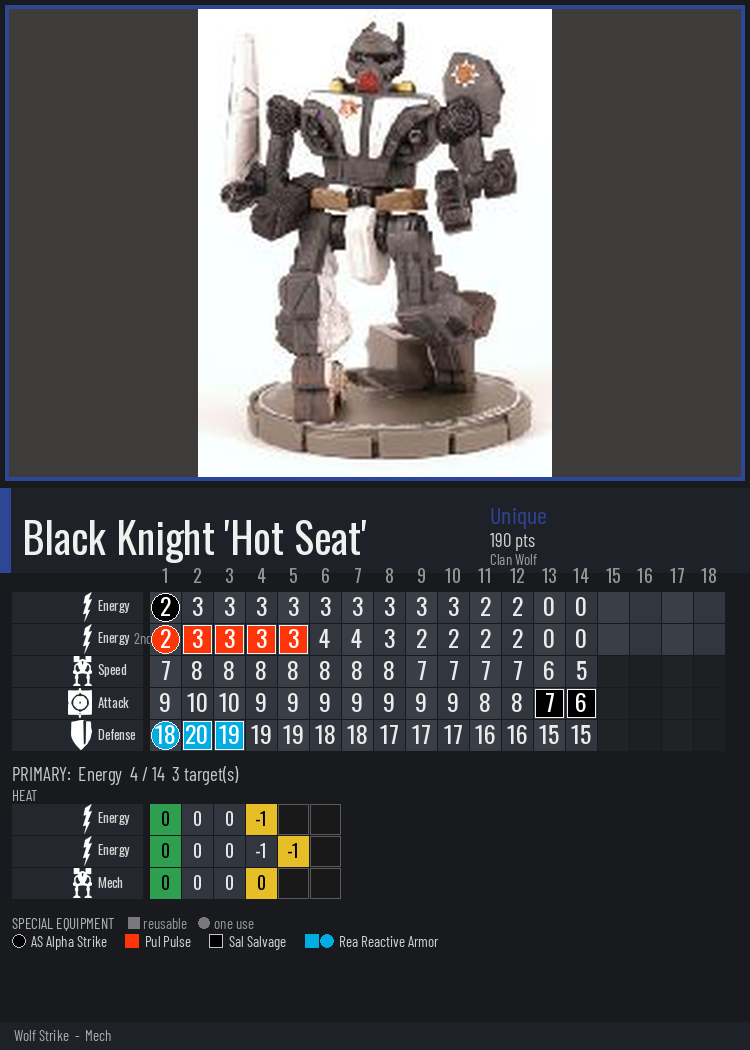 Black Knight 'Hot Seat'
Unique
190 pts
Clan Wolf
1 2 3 4 5 6 7 8 9 10 11 12 13 14 15 16 17 18
Energy 2 3 3 3 3 3 3 3 3 3 2 2 0 0
Energy 2nd 2 3 3 3 3 4 4 3 2 2 2 2 0 0
Speed 7 8 8 8 8 8 8 8 7 7 7 7 6 5
Attack 9 10 10 9 9 9 9 9 9 9 8 8 7 6
Defense 18 20 19 19 19 18 18 17 17 17 16 16 15 15
PRIMARY: Energy 4 / 14 3 target(s)
HEAT
Energy 0 0 0 -1
Energy 0 0 0 -1 -1
Mech 0 0 0 0
SPECIAL EQUIPMENT reusable one use
AS Alpha Strike Pul Pulse Sal Salvage Rea Reactive Armor
Wolf Strike - Mech